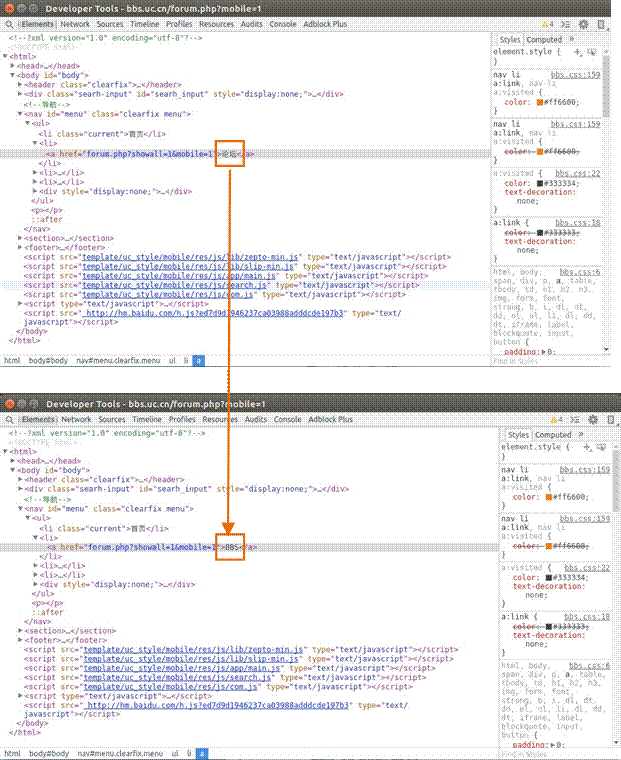 Developer Tools - bbs.uc.cn/forum.php?mobile=1
Elements Network Sources Timeline Profiles Resources Audits Console Adblock Plus
4
<!--?xml version="1.0" encoding="utf-8"?-->
<!DOCTYPE html>
<html>
<head>…</head>
<body id="body">
<header class="clearfix">…</header>
<div class="searh-input" id="search_input" style="display:none;">…</div>
<!--导航-->
<nav id="menu" class="clearfix menu">
<ul>
<li class="current">首页</li>
<li>
<a href="forum.php?showall=1&mobile=1">论坛</a>
</li>
<li>…</li>
<li>…</li>
<div style="display:none;">…</div>
</ul>
<p></p>
::after
</nav>
<section>…</section>
<footer>…</footer>
<script src="template/uc_style/mobile/res/js/lib/zepto-min.js" type="text/javascript"></script>
<script src="template/uc_style/mobile/res/js/lib/slip-min.js" type="text/javascript"></script>
<script src="template/uc_style/mobile/res/js/app/main.js" type="text/javascript"></script>
<script src="template/uc_style/mobile/res/js/search.js" type="text/javascript"></script>
<script src="template/uc_style/mobile/res/js/com.js" type="text/javascript"></script>
<script type="text/javascript">…</script>
<script src=" http://hm.baidu.com/h.js?ed7d9d1946237ca03988adddcde197b3" type="text/
javascript"></script>
</body>
</html>
html body#body nav#menu.clearfix.menu ul li a
Styles Computed »
element.style {
}
nav li bbs.css:159
a:link, nav li
a:visited {
color: #ff6600;
}
nav li bbs.css:159
a:link, nav li
a:visited {
color: #ff6600;
}
a:visited { bbs.css:22
color: #333334;
text-decoration:
none;
}
a:link { bbs.css:18
color: #333333;
text-decoration:
none;
}
html, body, bbs.css:6
span, div, p, a, table,
tbody, td, h1, h2, h3,
img, form, font,
strong, b, i, dl, dt,
dd, ol, ul, li, dl, dd,
dt, iframe, label,
blockquote, input,
button {
padding: 0;
Find in Styles
Developer Tools - bbs.uc.cn/forum.php?mobile=1
Elements Network Sources Timeline Profiles Resources Audits Console Adblock Plus
4
<!--?xml version="1.0" encoding="utf-8"?-->
<!DOCTYPE html>
<html>
<head>…</head>
<body id="body">
<header class="clearfix">…</header>
<div class="searh-input" id="search_input" style="display:none;">…</div>
<!--导航-->
<nav id="menu" class="clearfix menu">
<ul>
<li class="current">首页</li>
<li>
<a href="forum.php?showall=1&mobile=1">BBS</a>
</li>
<li>…</li>
<li>…</li>
<div style="display:none;">…</div>
</ul>
<p></p>
::after
</nav>
<section>…</section>
<footer>…</footer>
<script src="template/uc_style/mobile/res/js/lib/zepto-min.js" type="text/javascript"></script>
<script src="template/uc_style/mobile/res/js/lib/slip-min.js" type="text/javascript"></script>
<script src="template/uc_style/mobile/res/js/app/main.js" type="text/javascript"></script>
<script src="template/uc_style/mobile/res/js/search.js" type="text/javascript"></script>
<script src="template/uc_style/mobile/res/js/com.js" type="text/javascript"></script>
<script type="text/javascript">…</script>
<script src=" http://hm.baidu.com/h.js?ed7d9d1946237ca03988adddcde197b3" type="text/
javascript"></script>
</body>
</html>
html body#body nav#menu.clearfix.menu ul li a
Styles Computed »
element.style {
}
nav li bbs.css:159
a:link, nav li
a:visited {
color: #ff6600;
}
nav li bbs.css:159
a:link, nav li
a:visited {
color: #ff6600;
}
a:visited { bbs.css:22
color: #333334;
text-decoration:
none;
}
a:link { bbs.css:18
color: #333333;
text-decoration:
none;
}
html, body, bbs.css:6
span, div, p, a, table,
tbody, td, h1, h2, h3,
img, form, font,
strong, b, i, dl, dt,
dd, ol, ul, li, dl, dd,
dt, iframe, label,
blockquote, input,
button {
padding: 0;
Find in Styles